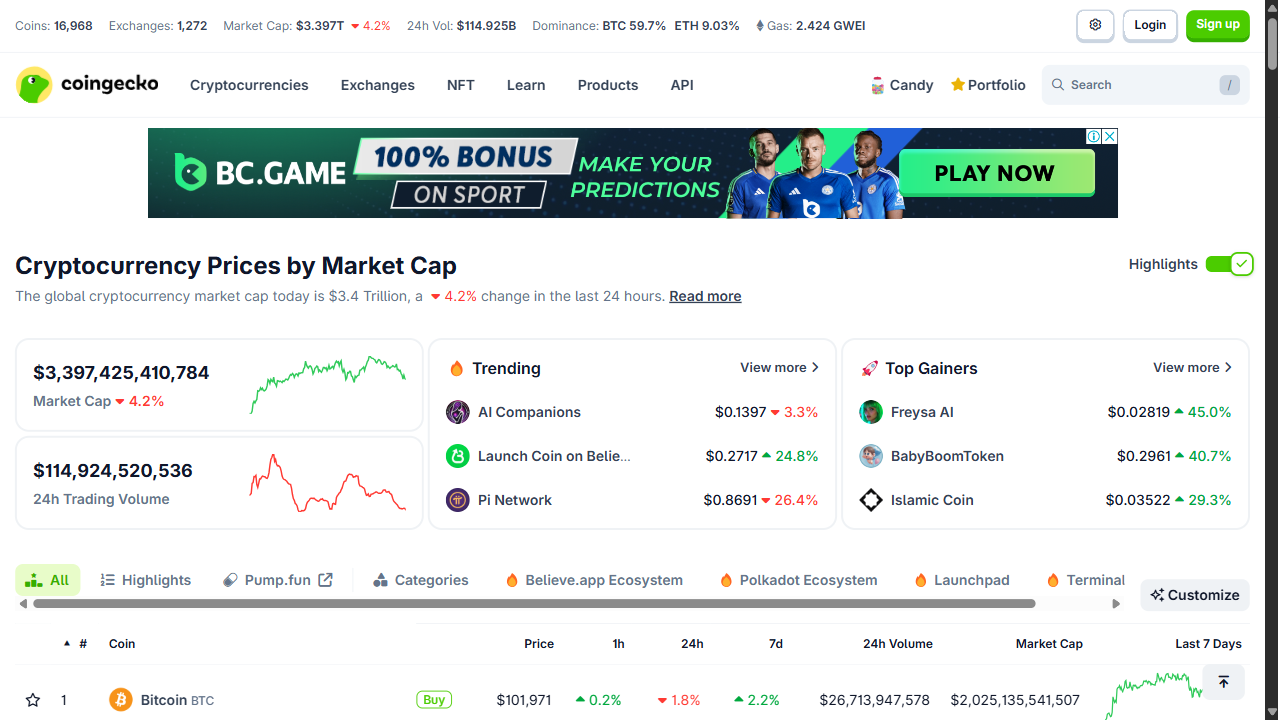 Coins: 16,968 Exchanges: 1,272 Market Cap: $3.397T 4.2% 24h Vol: $114.925B Dominance: BTC 59.7% ETH 9.03% Gas: 2.424 GWEI Login Sign up
coingecko Cryptocurrencies Exchanges NFT Learn Products API Candy Portfolio Search /
BC.GAME 100% BONUS ON SPORT MAKE YOUR PREDICTIONS PLAY NOW
Cryptocurrency Prices by Market Cap Highlights
The global cryptocurrency market cap today is $3.4 Trillion, a 4.2% change in the last 24 hours. Read more
$3,397,425,410,784
Market Cap 4.2%
$114,924,520,536
24h Trading Volume
Trending View more
AI Companions $0.1397 3.3%
Launch Coin on Belie... $0.2717 24.8%
Pi Network $0.8691 26.4%
Top Gainers View more
Freysa AI $0.02819 45.0%
BabyBoomToken $0.2961 40.7%
Islamic Coin $0.03522 29.3%
All Highlights Pump.fun Categories Believe.app Ecosystem Polkadot Ecosystem Launchpad Terminal
Customize
# Coin Price 1h 24h 7d 24h Volume Market Cap Last 7 Days
1 Bitcoin BTC Buy $101,971 0.2% 1.8% 2.2% $26,713,947,578 $2,025,135,541,507